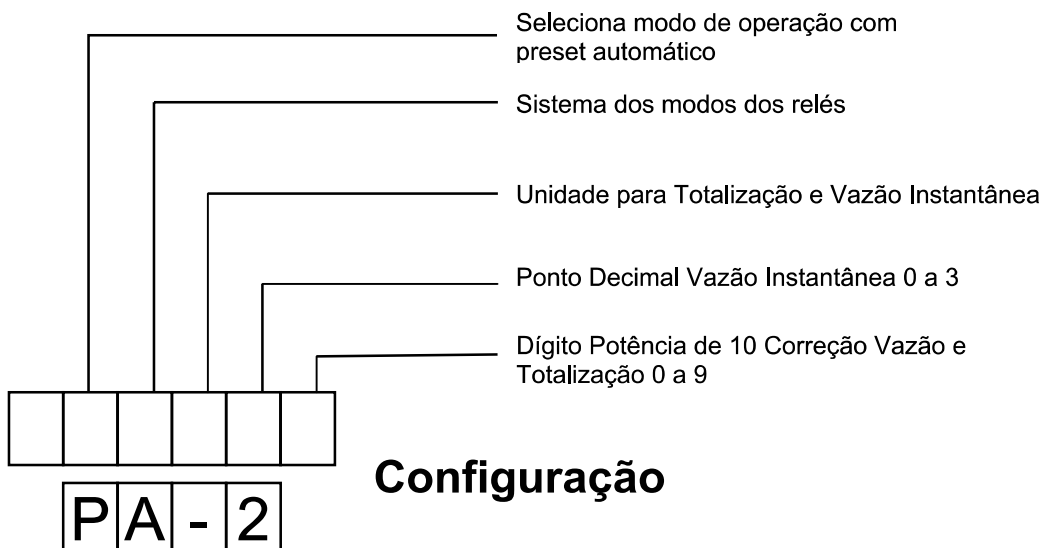 Seleciona modo de operação com
preset automático
Sistema dos modos dos relés
Unidade para Totalização e Vazão Instantânea
Ponto Decimal Vazão Instantânea 0 a 3
Dígito Potência de 10 Correção Vazão e
Totalização 0 a 9
Configuração
PA-2